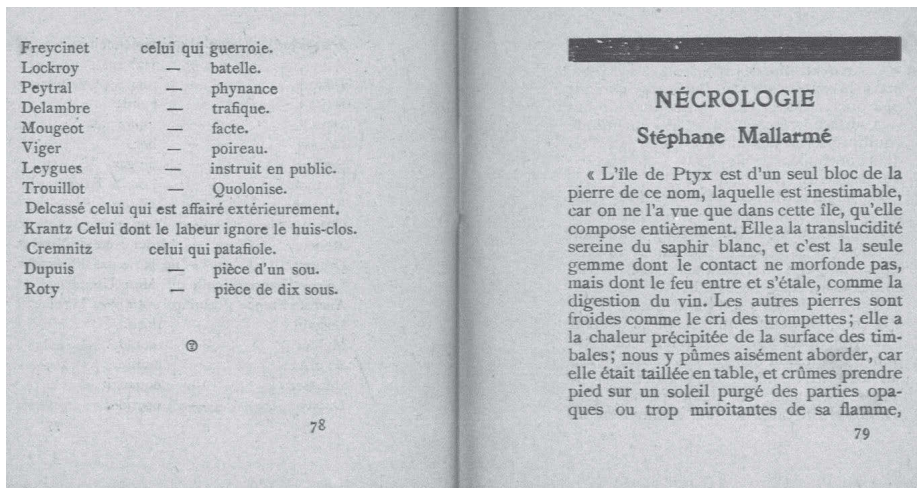 Freycinet celui qui guerroie.
Lockroy — batelle.
Peytral — phynance
Delambre — trafique.
Mougeot — facte.
Viger — poireau.
Leygues — instruit en public.
Trouillot — Quolonise.
Delcassé celui qui est affairé extérieurement.
Krantz Celui dont le labeur ignore le huis-clos.
Cremnitz celui qui patafiole.
Dupuis — pièce d'un sou.
Roty — pièce de dix sous.
78
NÉCROLOGIE
Stéphane Mallarmé
« L'île de Ptyx est d'un seul bloc de la
pierre de ce nom, laquelle est inestimable,
car on ne l'a vue que dans cette île, qu'elle
compose entièrement. Elle a la translucidité
sereine du saphir blanc, et c'est la seule
gemme dont le contact ne morfonde pas,
mais dont le feu entre et s'étale, comme la
digestion du vin. Les autres pierres sont
froides comme le cri des trompettes; elle a
la chaleur précipitée de la surface des tim-
bales; nous y pûmes aisément aborder, car
elle était taillée en table, et crûmes prendre
pied sur un soleil purgé des parties opa-
ques ou trop miroitantes de sa flamme,
79